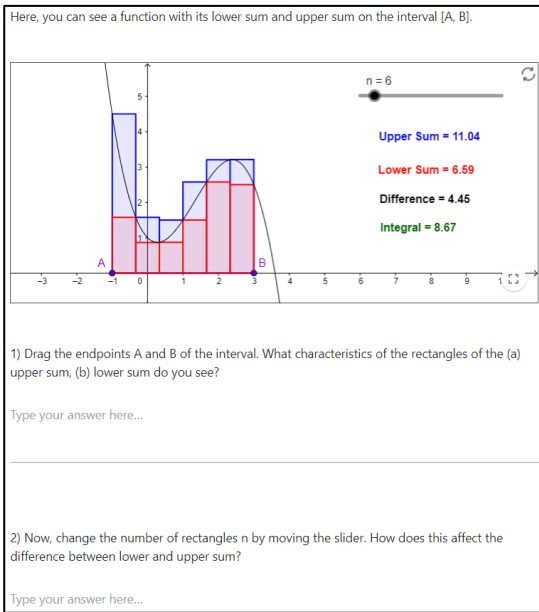 Here, you can see a function with its lower sum and upper sum on the interval [A, B].
n = 6
5
4
3
2
1
Upper Sum = 11.04
Lower Sum = 6.59
Difference = 4.45
Integral = 8.67
A
B
-3 -2 -1 0 1 2 3 4 5 6 7 8 9 1
1) Drag the endpoints A and B of the interval. What characteristics of the rectangles of the (a)
upper sum, (b) lower sum do you see?
Type your answer here...
2) Now, change the number of rectangles n by moving the slider. How does this affect the
difference between lower and upper sum?
Type your answer here...